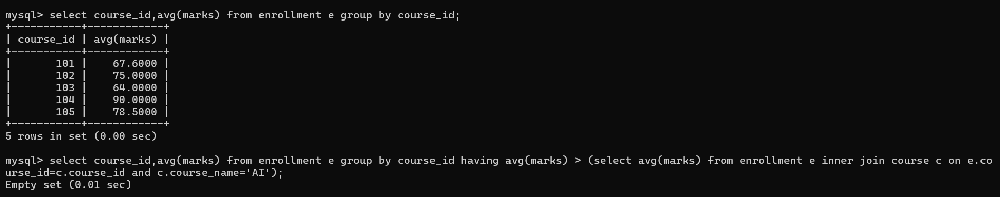 mysql> select course_id,avg(marks) from enrollment e group by course_id;
+-----------+------------+
| course_id | avg(marks) |
+-----------+------------+
|       101 |    67.6000 |
|       102 |    75.0000 |
|       103 |    64.0000 |
|       104 |    90.0000 |
|       105 |    78.5000 |
+-----------+------------+
5 rows in set (0.00 sec)

mysql> select course_id,avg(marks) from enrollment e group by course_id having avg(marks) > (select avg(marks) from enrollment e inner join course c on e.co
urse_id=c.course_id and c.course_name='AI');
Empty set (0.01 sec)